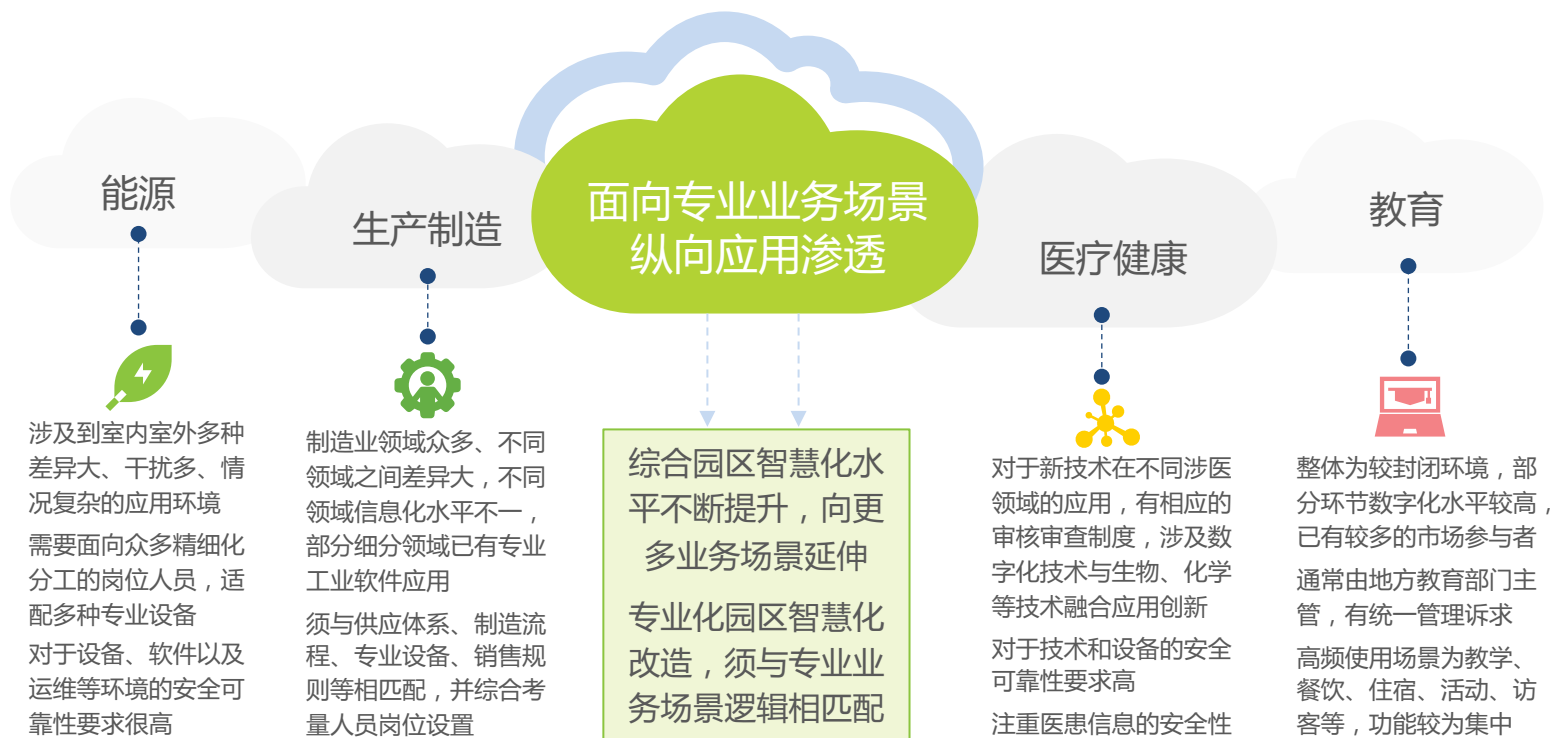 能源
涉及到室内室外多种
差异大、干扰多、情
况复杂的应用环境
需要面向众多精细化
分工的岗位人员，适
配多种专业设备
对于设备、软件以及
运维等环境的安全可
靠性要求很高
生产制造
制造业领域众多、不同
领域之间差异大，不同
领域信息化水平不一，
部分细分领域已有专业
工业软件应用
须与供应体系、制造流
程、专业设备、销售规
则等相匹配，并综合考
量人员岗位设置
面向专业业务场景
纵向应用渗透
综合园区智慧化水
平不断提升，向更
多业务场景延伸
专业化园区智慧化
改造，须与专业业
务场景逻辑相匹配
医疗健康
对于新技术在不同涉医
领域的应用，有相应的
审核审查制度，涉及数
字化技术与生物、化学
等技术融合应用创新
对于技术和设备的安全
可靠性要求高
注重医患信息的安全性
教育
整体为较封闭环境，部
分环节数字化水平较高，
已有较多的市场参与者
通常由地方教育部门主
管，有统一管理诉求
高频使用场景为教学、
餐饮、住宿、活动、访
客等，功能较为集中